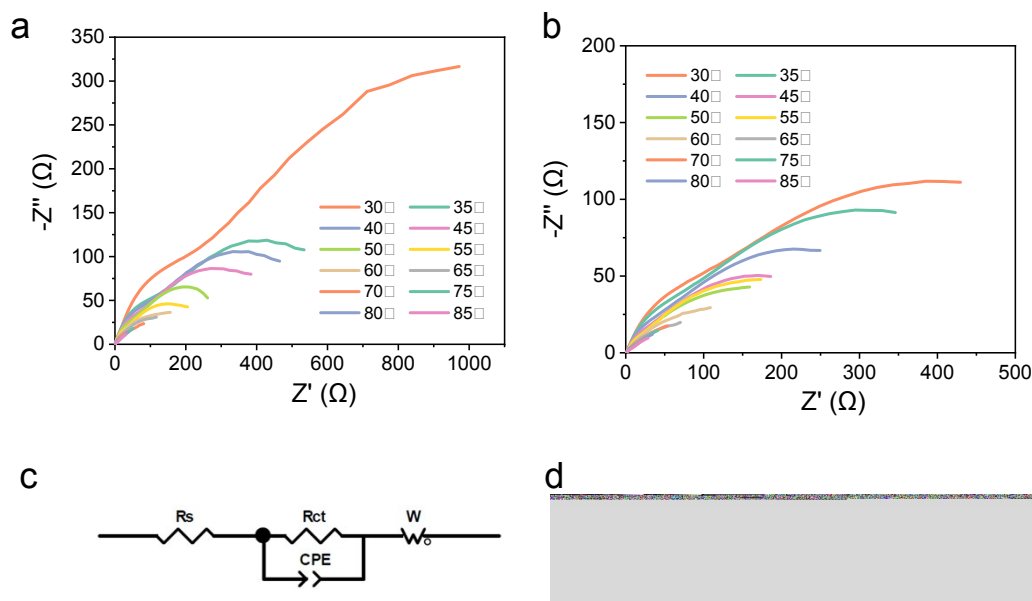 a
350
300
250
200
150
100
50
0
-Z" (Ω)
30□ 35□
40□ 45□
50□ 55□
60□ 65□
70□ 75□
80□ 85□
0 200 400 600 800 1000
Z' (Ω)
b
200
150
100
50
0
-Z" (Ω)
30□ 35□
40□ 45□
50□ 55□
60□ 65□
70□ 75□
80□ 85□
0 100 200 300 400 500
Z' (Ω)
c
Rs Rct W
CPE
d